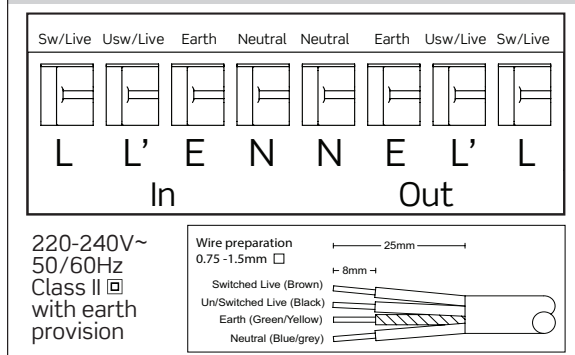 Sw/Live Usw/Live Earth Neutral Neutral Earth Usw/Live Sw/Live
L L’ E N N E L’ L
In Out
220-240V~
50/60Hz
Class II
with earth
provision
Wire preparation
0.75 -1.5mm
25mm
8mm
Switched Live (Brown)
Un/Switched Live (Black)
Earth (Green/Yellow)
Neutral (Blue/grey)